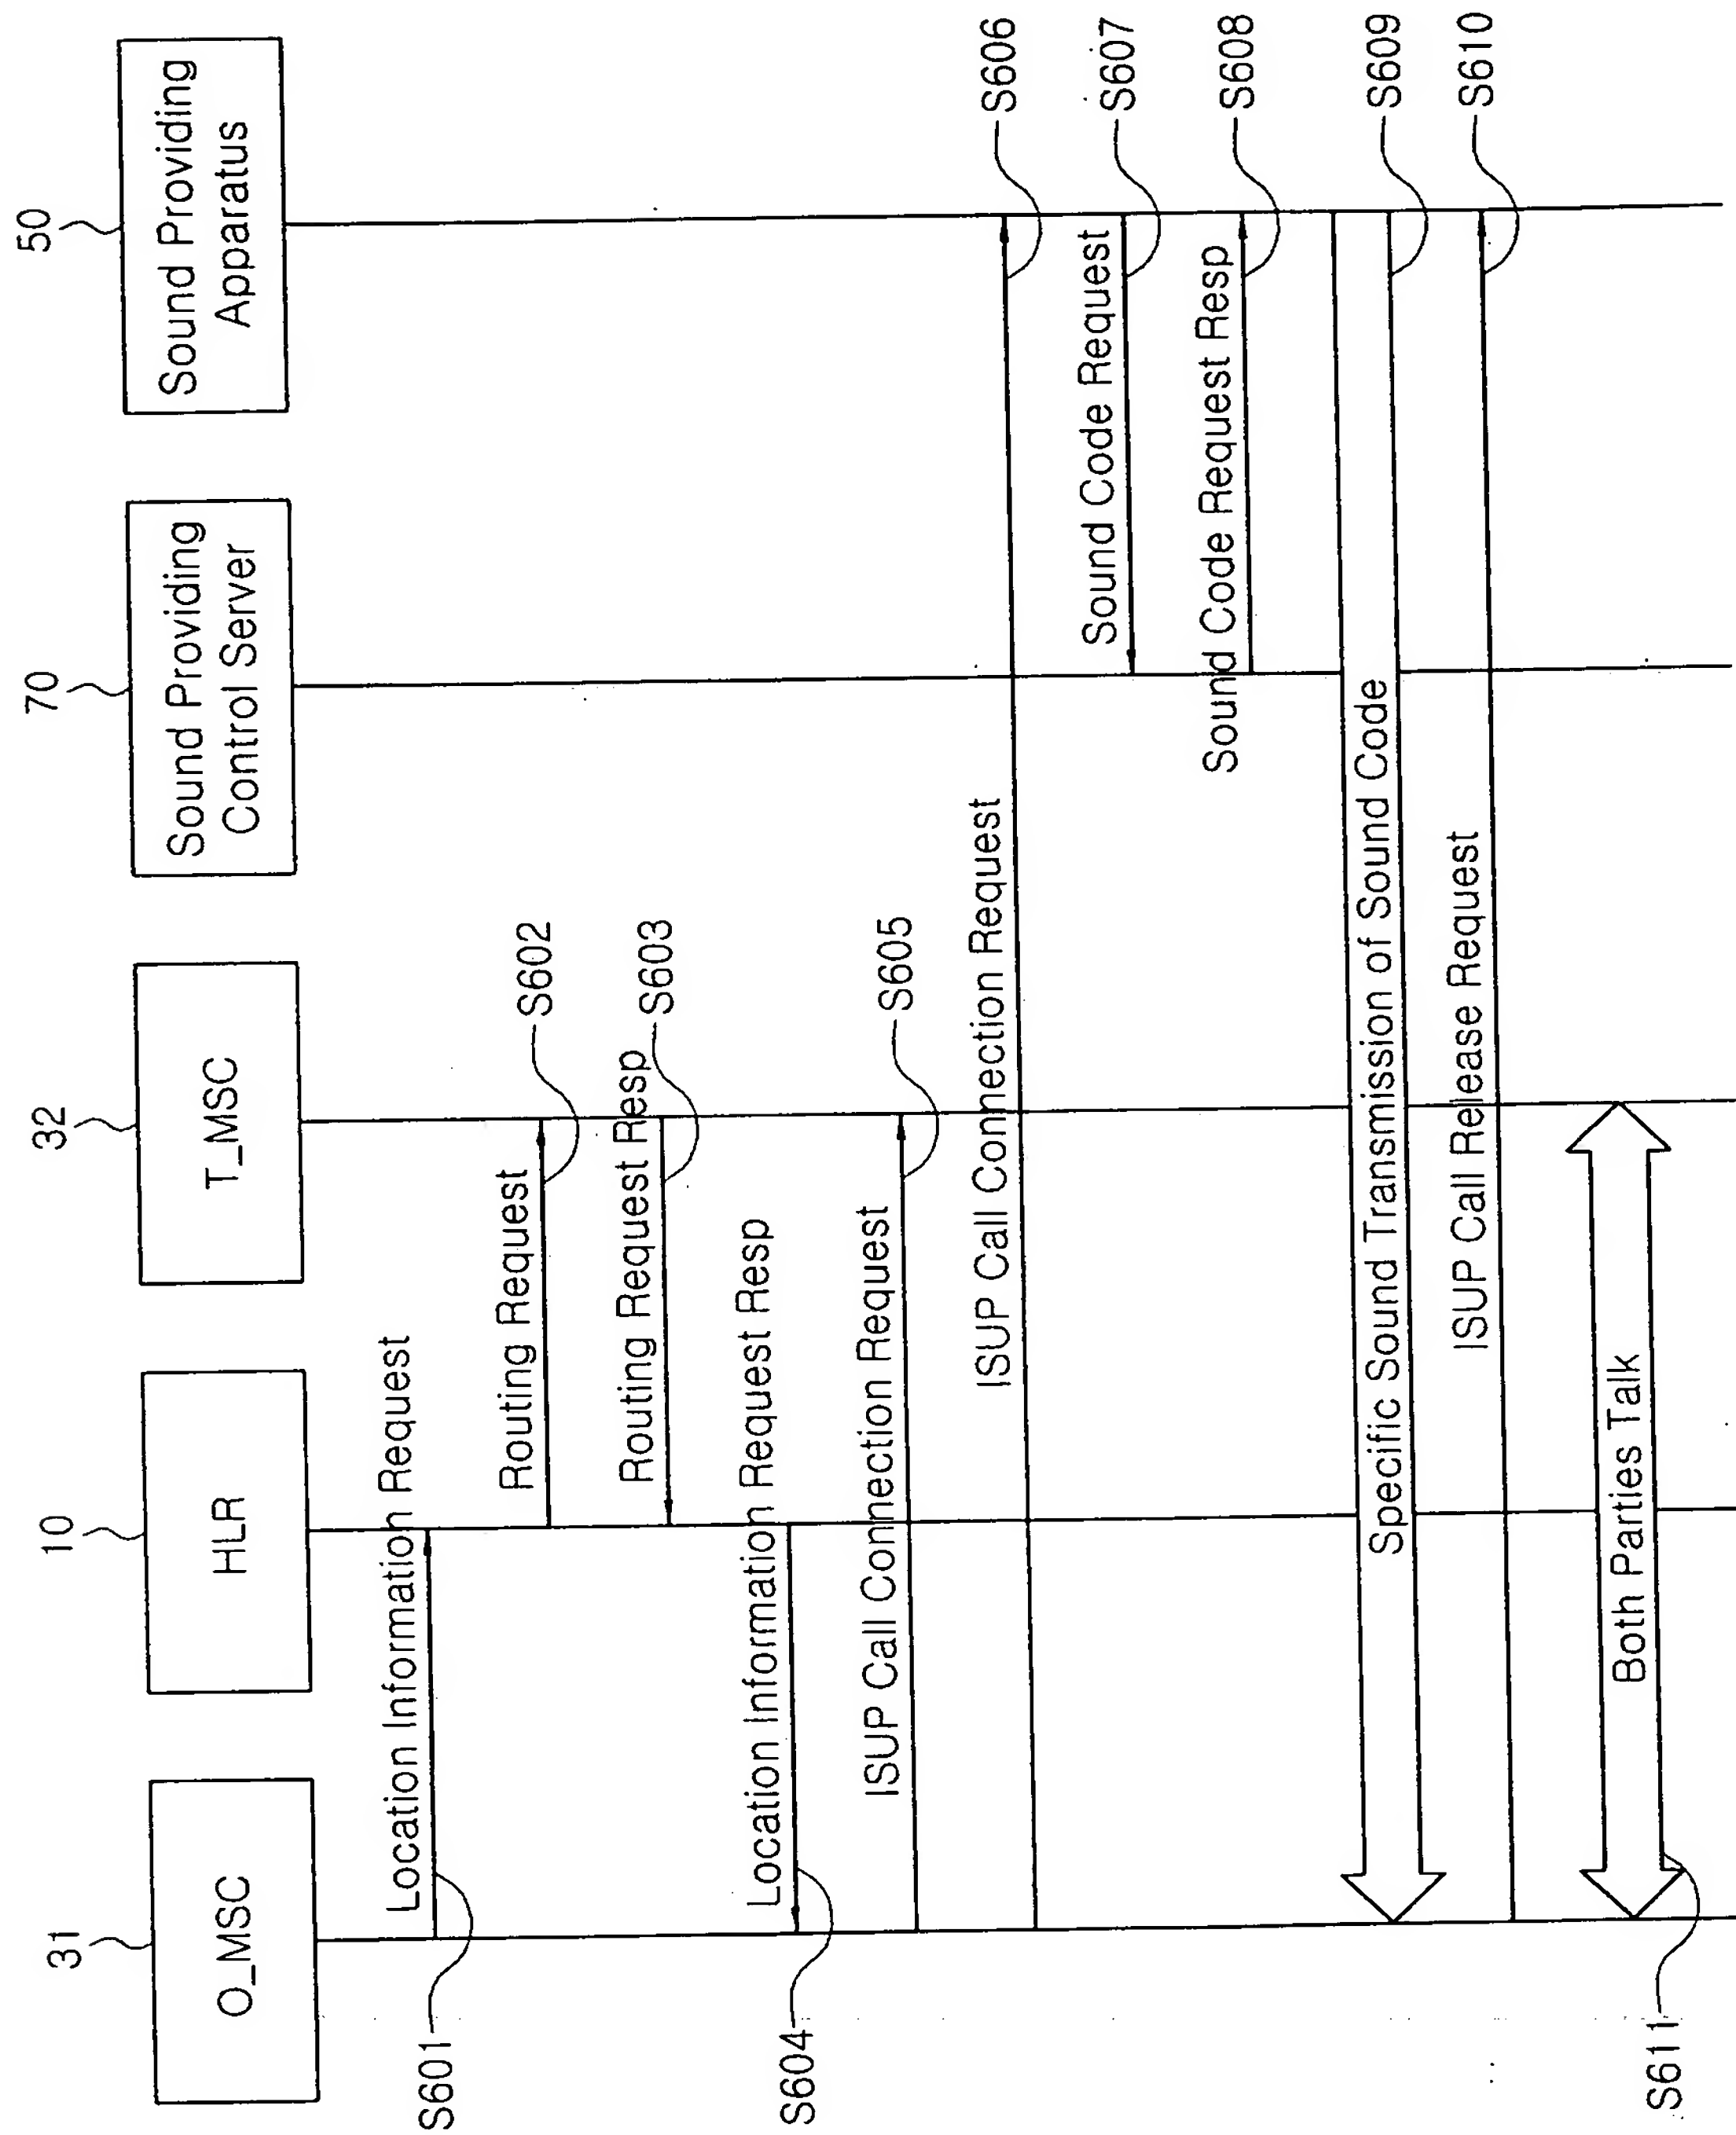 31
10
32
70
50
O_MSC
HLR
T_MSC
Sound Providing
Control Server
Sound Providing
Apparatus
S601
Location Information Request
Routing Request
S602
Routing Request Resp
S603
S604
Location Information Request Resp
ISUP Call Connection Request
S605
ISUP Call Connection Request
S606
Sound Code Request
S607
Sound Code Request Resp
S608
Specific Sound Transmission of Sound Code
S609
ISUP Call Release Request
S610
S611
Both Parties Talk